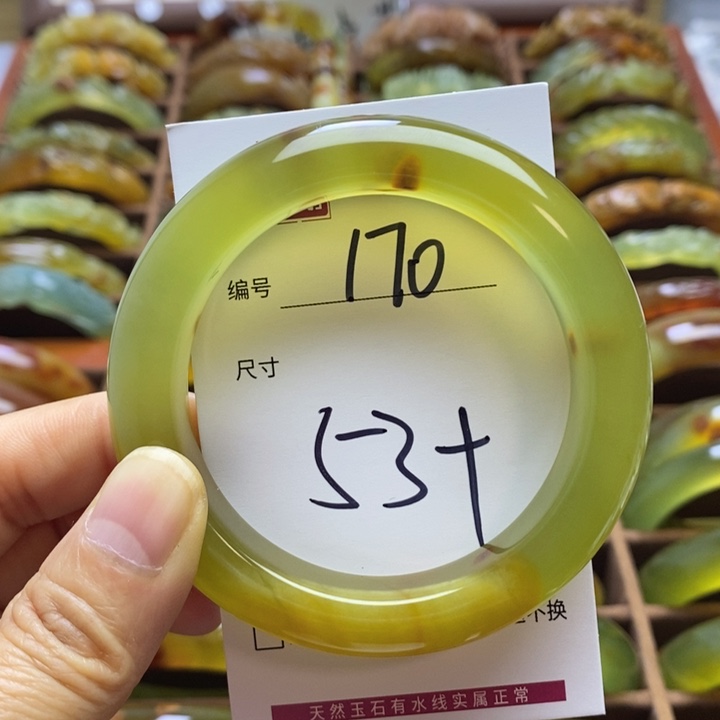 编号 170
尺寸
53+
不换
天然玉石有水线实属正常